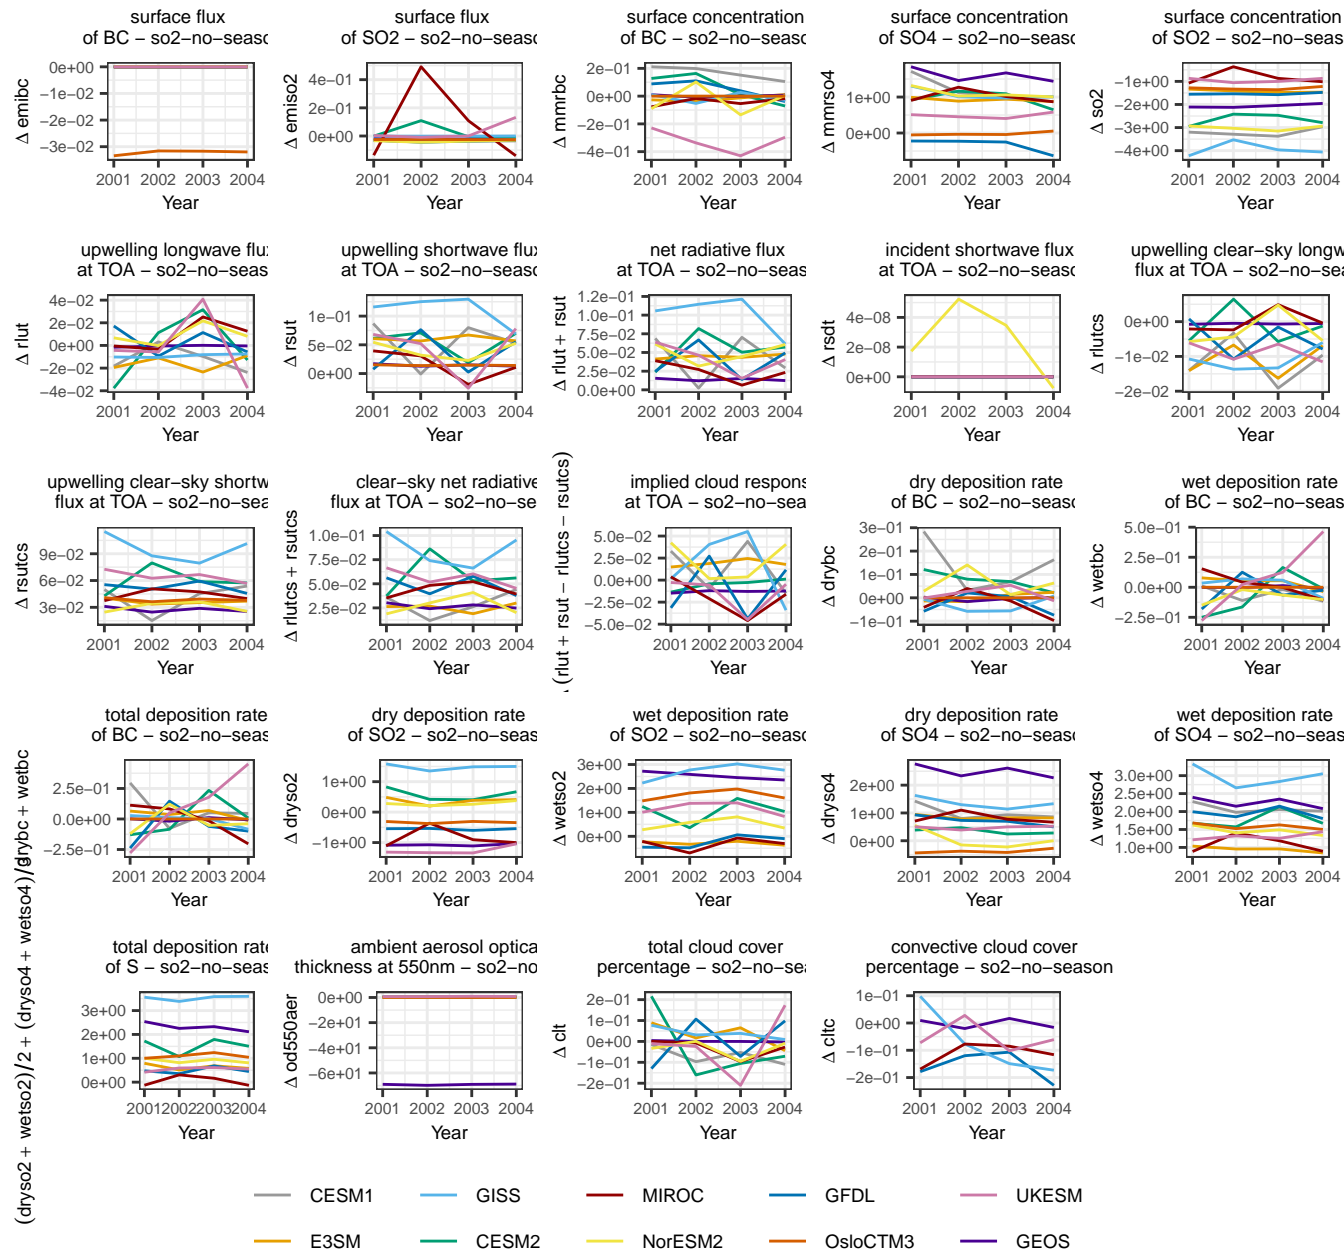 surface flux
of BC − so2−no−seasc
Δ emibc
0e+00
−1e−02
−2e−02
−3e−02
2001 2002 2003 2004
Year
surface flux
of SO2 − so2−no−seasc
Δ emiso2
4e−01
2e−01
0e+00
2001 2002 2003 2004
Year
surface concentration
of BC − so2−no−seasc
Δ mmrbc
2e−01
0e+00
−2e−01
−4e−01
2001 2002 2003 2004
Year
surface concentration
of SO4 − so2−no−seasc
Δ mmrso4
1e+00
0e+00
2001 2002 2003 2004
Year
surface concentration
of SO2 − so2−no−seasc
Δ so2
−1e+00
−2e+00
−3e+00
−4e+00
2001 2002 2003 2004
Year
upwelling longwave flux
at TOA − so2−no−seas
Δ rlut
4e−02
2e−02
0e+00
−2e−02
−4e−02
2001 2002 2003 2004
Year
upwelling shortwave flux
at TOA − so2−no−seasc
Δ rsut
1e−01
5e−02
0e+00
2001 2002 2003 2004
Year
net radiative flux
at TOA − so2−no−seas
Δ rlut + rsut
1.2e−01
1.0e−01
7.5e−02
5.0e−02
2.5e−02
0.0e+00
2001 2002 2003 2004
Year
incident shortwave flux
at TOA − so2−no−seas
Δ rsdt
4e−08
2e−08
0e+00
2001 2002 2003 2004
Year
upwelling clear−sky longw
flux at TOA − so2−no−sea
Δ rlutcs
0e+00
−1e−02
−2e−02
2001 2002 2003 2004
Year
upwelling clear−sky shortw
flux at TOA − so2−no−sea
Δ rsutcs
9e−02
6e−02
3e−02
2001 2002 2003 2004
Year
clear−sky net radiative
flux at TOA − so2−no−se
Δ rlutcs + rsutcs
1.0e−01
7.5e−02
5.0e−02
2.5e−02
2001 2002 2003 2004
Year
implied cloud respons
at TOA − so2−no−seas
(rlut + rsut − rlutcs − rsutcs)
5.0e−02
2.5e−02
0.0e+00
−2.5e−02
−5.0e−02
2001 2002 2003 2004
Year
dry deposition rate
of BC − so2−no−seasc
Δ drybc
3e−01
2e−01
1e−01
0e+00
−1e−01
2001 2002 2003 2004
Year
wet deposition rate
of BC − so2−no−seasc
Δ wetbc
5.0e−01
2.5e−01
0.0e+00
−2.5e−01
2001 2002 2003 2004
Year
total deposition rate
of BC − so2−no−seasc
drybc + wetbc
2.5e−01
0.0e+00
−2.5e−01
2001 2002 2003 2004
Year
dry deposition rate
of SO2 − so2−no−seasc
Δ dryso2
1e+00
0e+00
−1e+00
2001 2002 2003 2004
Year
wet deposition rate
of SO2 − so2−no−seasc
Δ wetso2
3e+00
2e+00
1e+00
0e+00
2001 2002 2003 2004
Year
dry deposition rate
of SO4 − so2−no−seasc
Δ dryso4
2e+00
1e+00
0e+00
2001 2002 2003 2004
Year
wet deposition rate
of SO4 − so2−no−seas
Δ wetso4
3.0e+00
2.5e+00
2.0e+00
1.5e+00
1.0e+00
2001 2002 2003 2004
Year
total deposition rate
of S − so2−no−seas
(dryso2 + wetso2)/2 + (dryso4 + wetso4)/
3e+00
2e+00
1e+00
0e+00
2001 2002 2003 2004
Year
ambient aerosol optica
thickness at 550nm − so2−no
Δ od550aer
0e+00
−2e+01
−4e+01
−6e+01
2001 2002 2003 2004
Year
total cloud cover
percentage − so2−no−sea
Δ clt
2e−01
1e−01
0e+00
−1e−01
−2e−01
2001 2002 2003 2004
Year
convective cloud cover
percentage − so2−no−season
Δ cltc
1e−01
0e+00
−1e−01
−2e−01
2001 2002 2003 2004
Year
CESM1 GISS MIROC GFDL UKESM
E3SM CESM2 NorESM2 OsloCTM3 GEOS